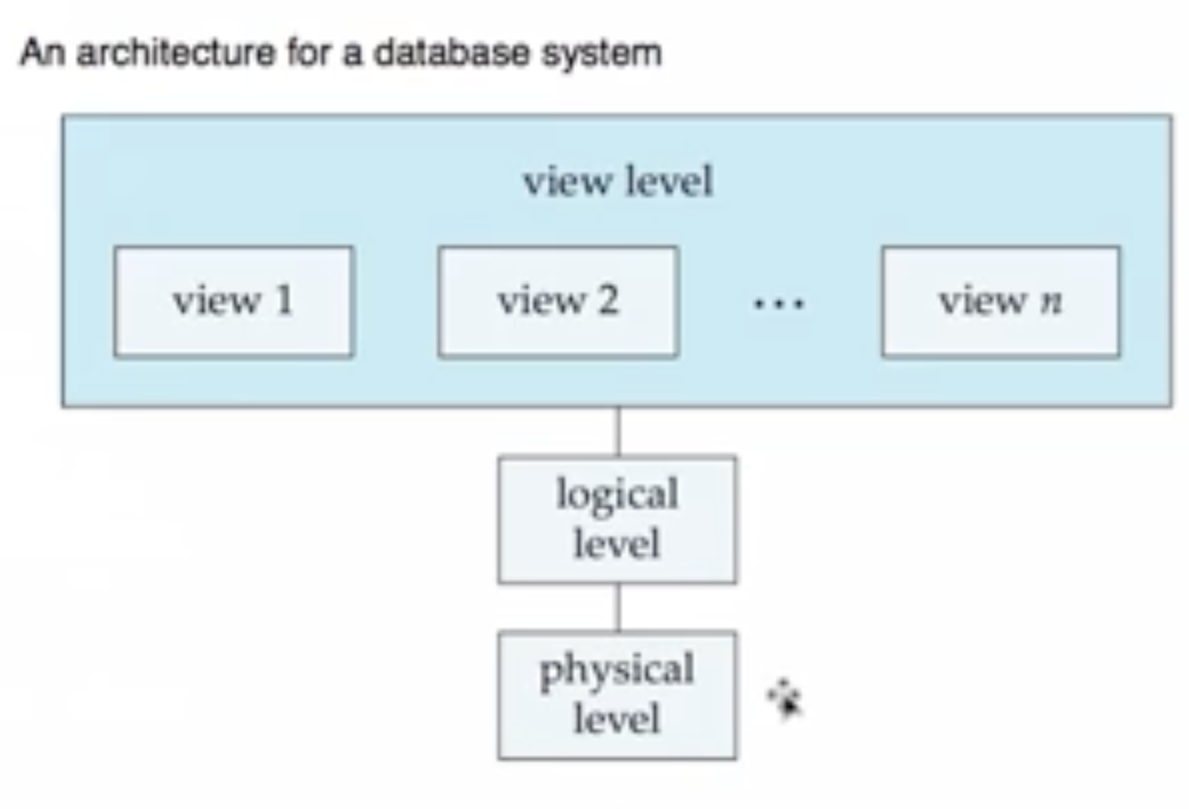 An architecture for a database system
view level
view 1
view 2
...
view n
logical
level
physical
level